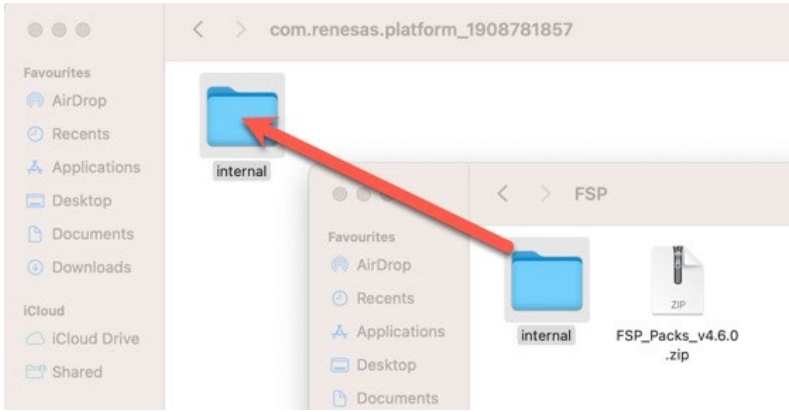 com.renesas.platform_1908781857
Favourites
AirDrop
Recents
Applications
Desktop
Documents
Downloads
iCloud
iCloud Drive
Shared
internal
FSP
Favourites
AirDrop
Recents
Applications
Desktop
Documents
internal
ZIP
FSP_Packs_v4.6.0
.zip